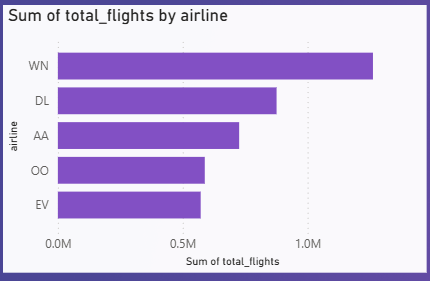 Sum of total_flights by airline
WN
DL
AA
OO
EV
airline
0.0M 0.5M 1.0M
Sum of total_flights